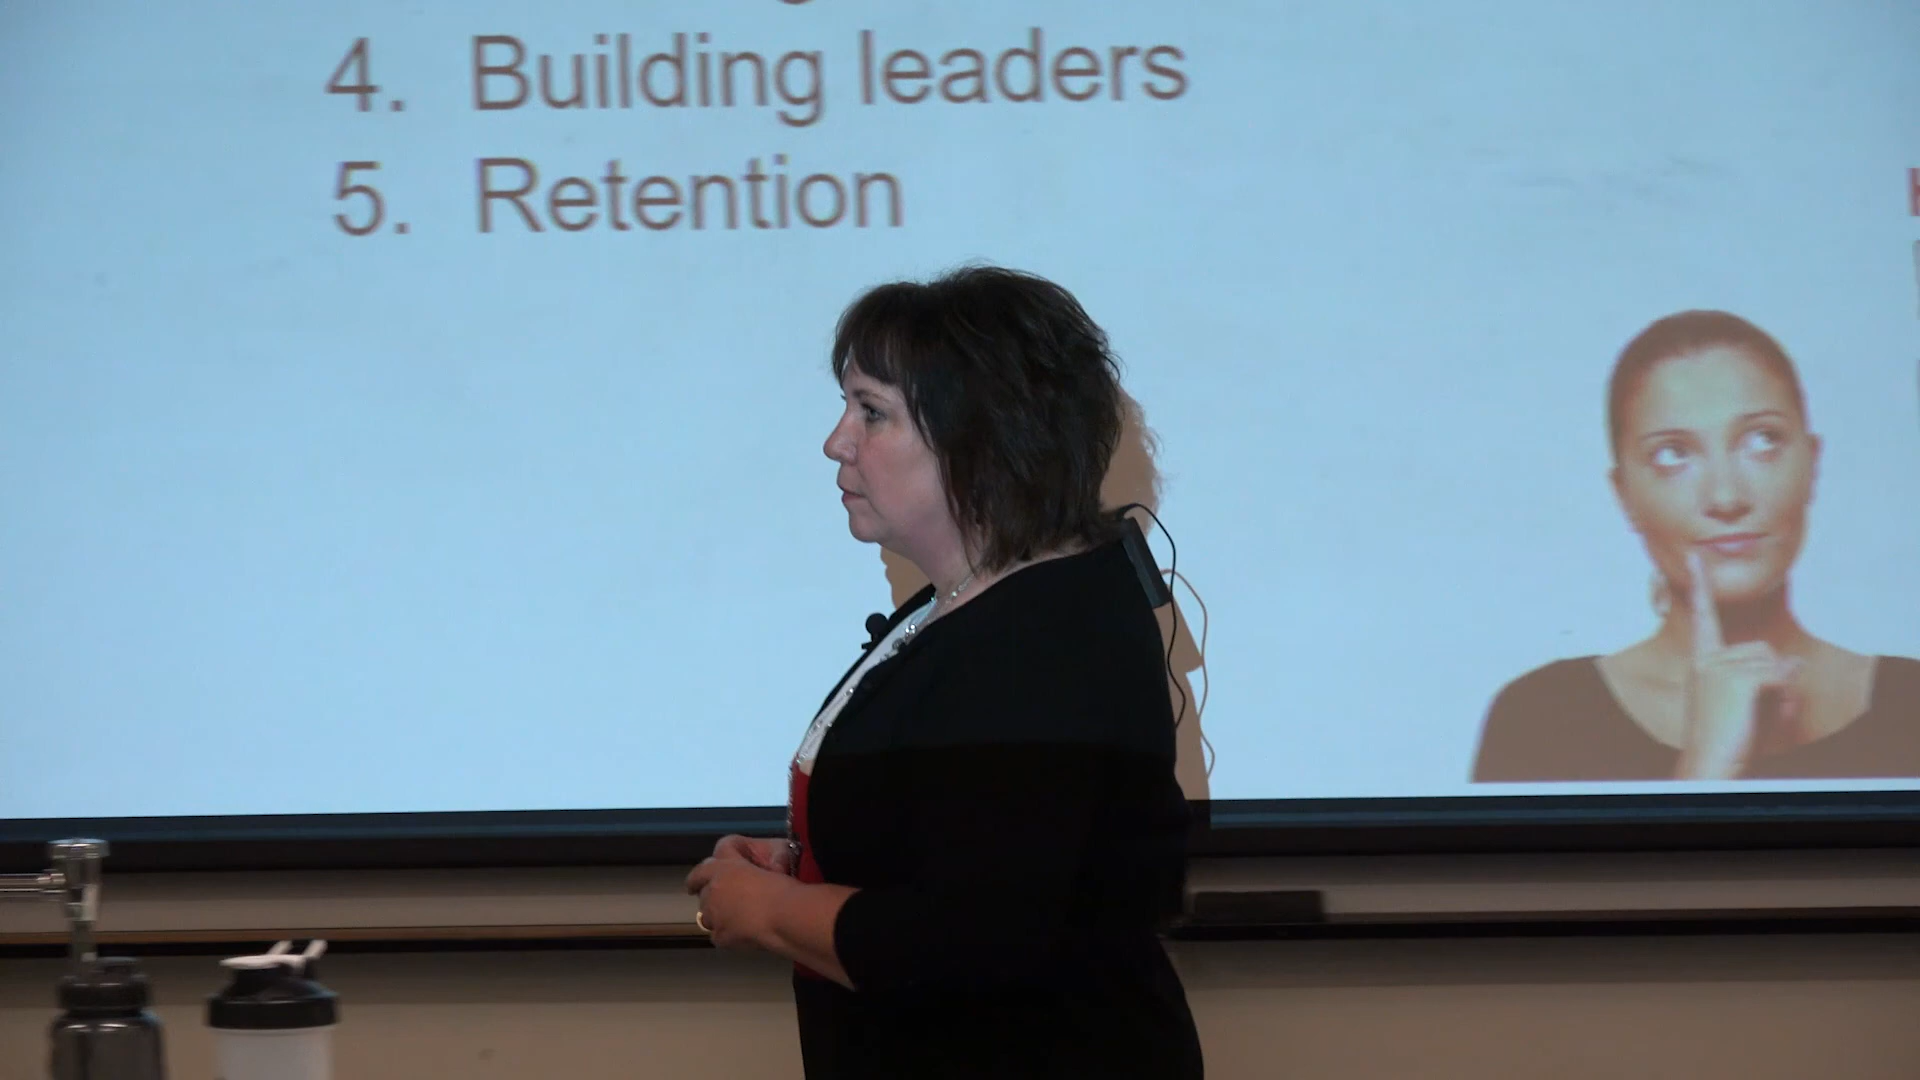 4. Building leaders
5. Retention